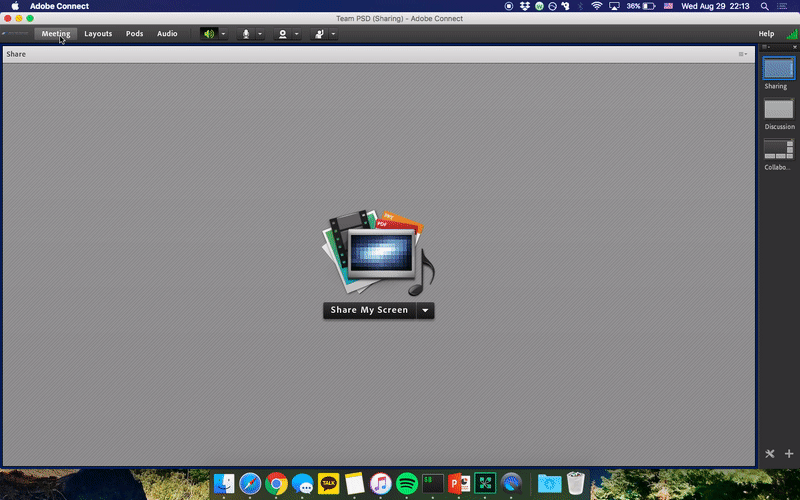 Adobe Connect
36%
Wed Aug 29 22:13
Team PSD (Sharing) - Adobe Connect
Meeting Layouts Pods Audio
Help
Share
Sharing
Discussion
Collabo...
PDF
Share My Screen
TALK